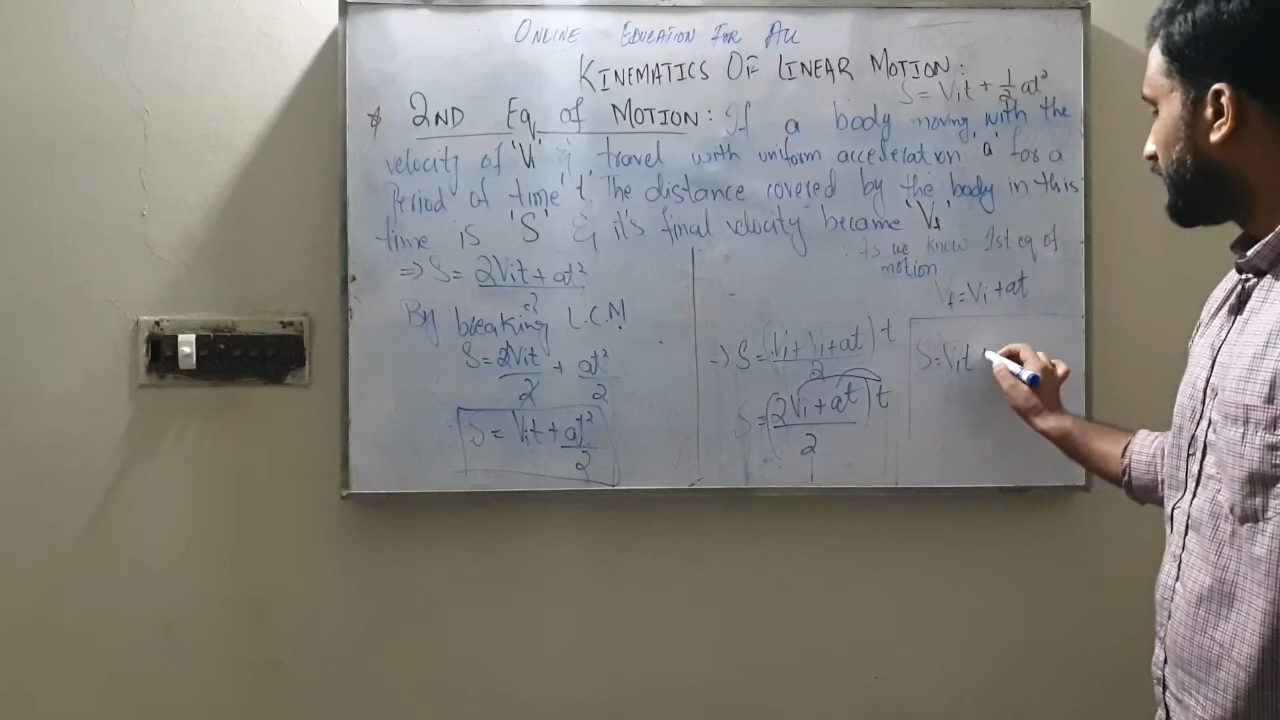 ONLINE EDUCATION FOR ALL
KINEMATICS OF LINEAR MOTION:
S = Vit + 1/2 at²
* 2ND Eq of MOTION: If a body moving with the
velocity of 'Vi' & travel with uniform acceleration 'a' for a
Period of time 't'. The distance covered by the body in this
time is 'S' & it's final velocity became 'Vf'
=> S = 2Vit + at² / 2
By breaking L.C.M
S = 2Vit / 2 + at² / 2
S = Vit + at² / 2
As we know 1st eq of
motion
Vf = Vi + at
-> S = (Vi + Vi + at / 2) t
S = (2Vi + at / 2) t
S = Vit